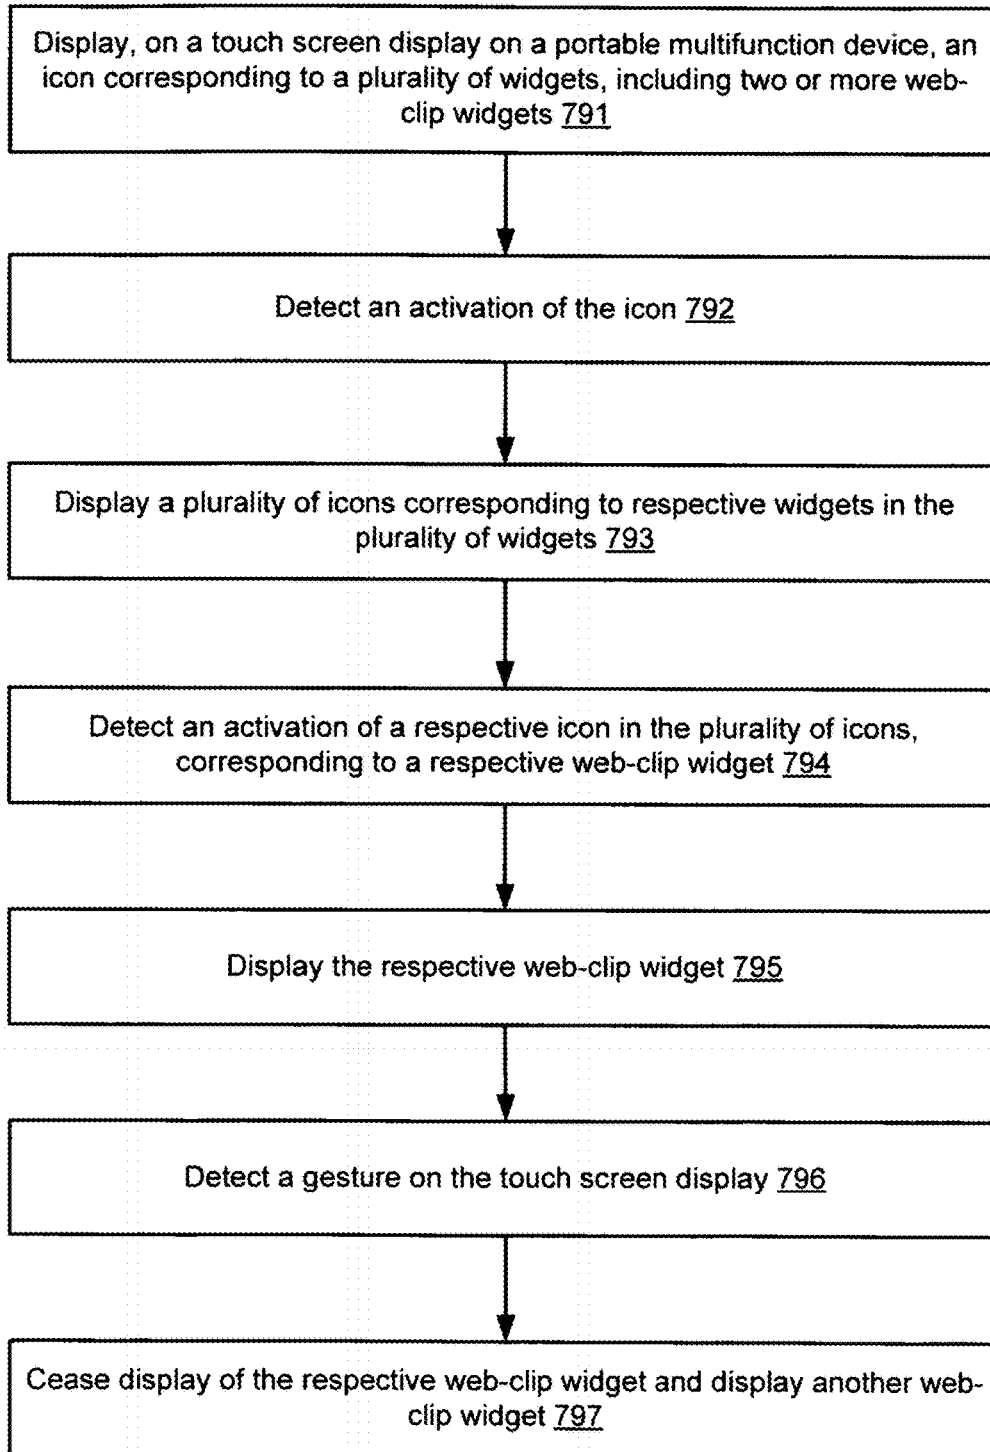 Display, on a touch screen display on a portable multifunction device, an
icon corresponding to a plurality of widgets, including two or more web-
clip widgets 791
Detect an activation of the icon 792
Display a plurality of icons corresponding to respective widgets in the
plurality of widgets 793
Detect an activation of a respective icon in the plurality of icons,
corresponding to a respective web-clip widget 794
Display the respective web-clip widget 795
Detect a gesture on the touch screen display 796
Cease display of the respective web-clip widget and display another web-
clip widget 797